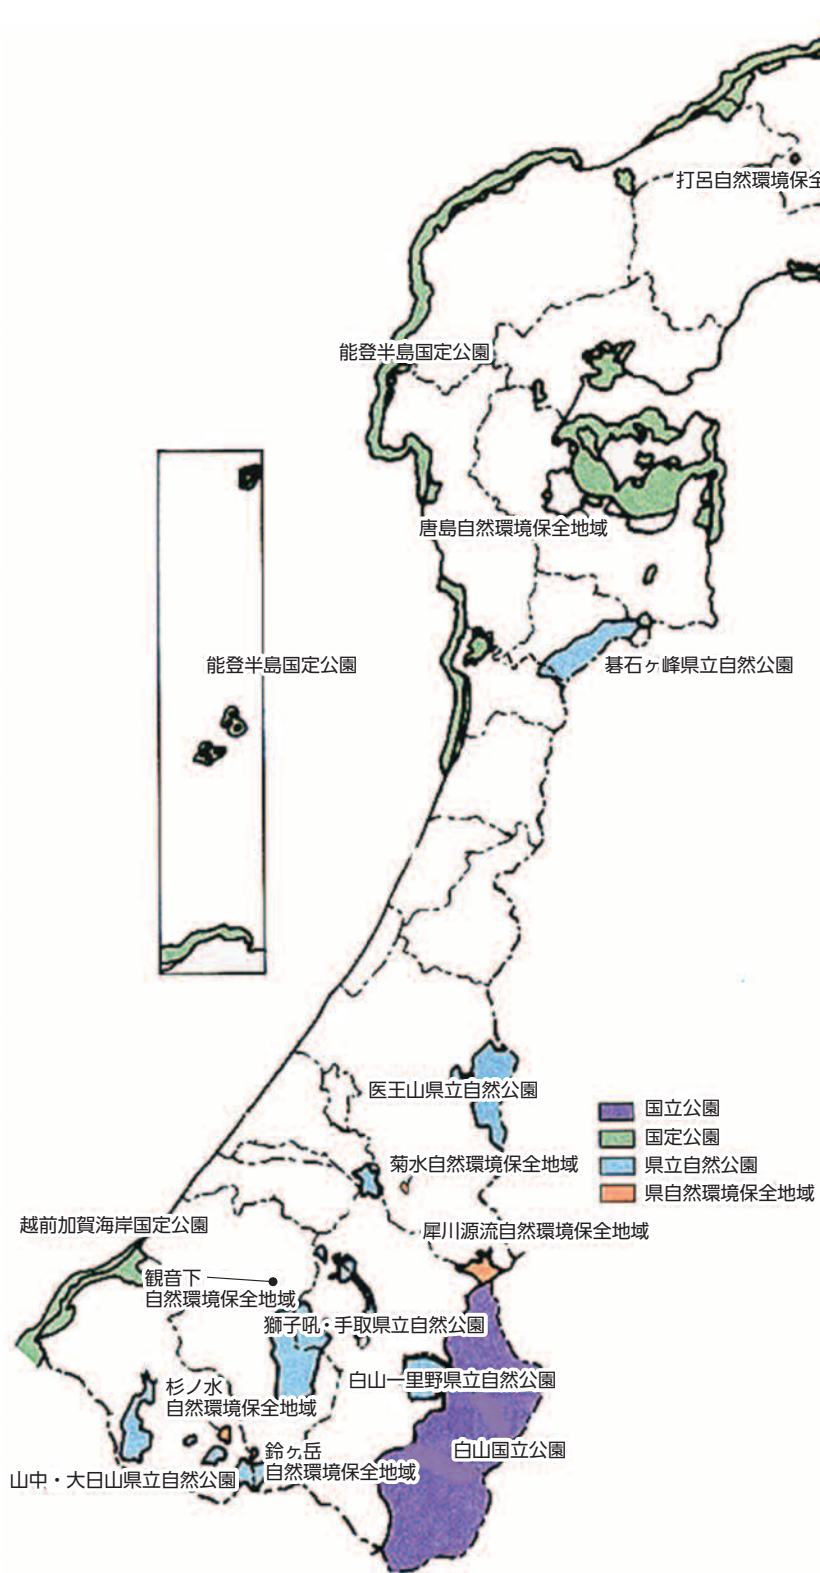 打呂自然環境保全
能登半島国定公園
唐島自然環境保全地域
能登半島国定公園
碁石ヶ峰県立自然公園
医王山県立自然公園
国立公園
国定公園
県立自然公園
県自然環境保全地域
菊水自然環境保全地域
越前加賀海岸国定公園
犀川源流自然環境保全地域
観音下
自然環境保全地域
獅子吼・手取県立自然公園
白山一里野県立自然公園
杉ノ水
自然環境保全地域
白山国立公園
鈴ヶ岳
自然環境保全地域
山中・大日山県立自然公園